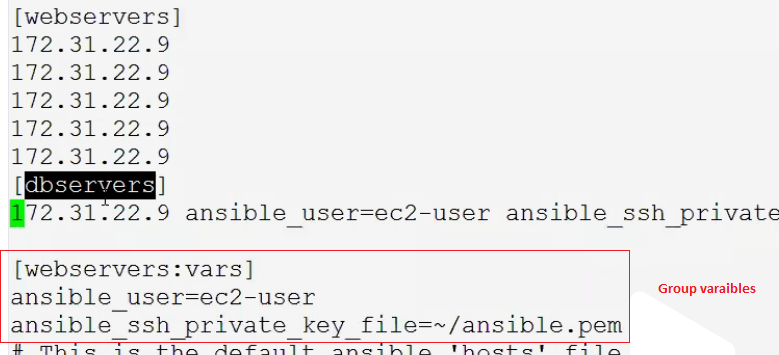 [webservers]
172.31.22.9
172.31.22.9
172.31.22.9
172.31.22.9
172.31.22.9
[dbservers]
172.31.22.9 ansible_user=ec2-user ansible_ssh_private
[webservers:vars]
ansible_user=ec2-user
ansible_ssh_private_key_file=~/ansible.pem
Group varaibles
# This is the default ansible 'hosts' file